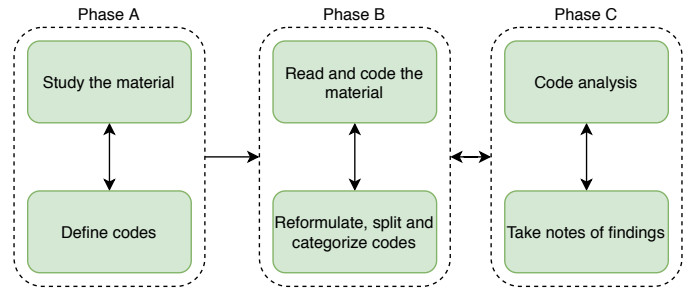 Phase A
Phase B
Phase C
Study the material
Read and code the
material
Code analysis
Define codes
Reformulate, split and
categorize codes
Take notes of findings